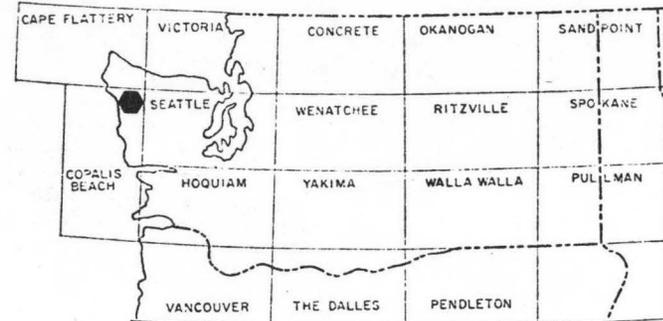 CAPE FLATTERY VICTORIA CONCRETE OKANOGAN SAND POINT
SEATTLE WENATCHEE RITZVILLE SPOKANE
COPALIS BEACH HOQUIAM YAKIMA WALLA WALLA PULLMAN
VANCOUVER THE DALLES PENDLETON